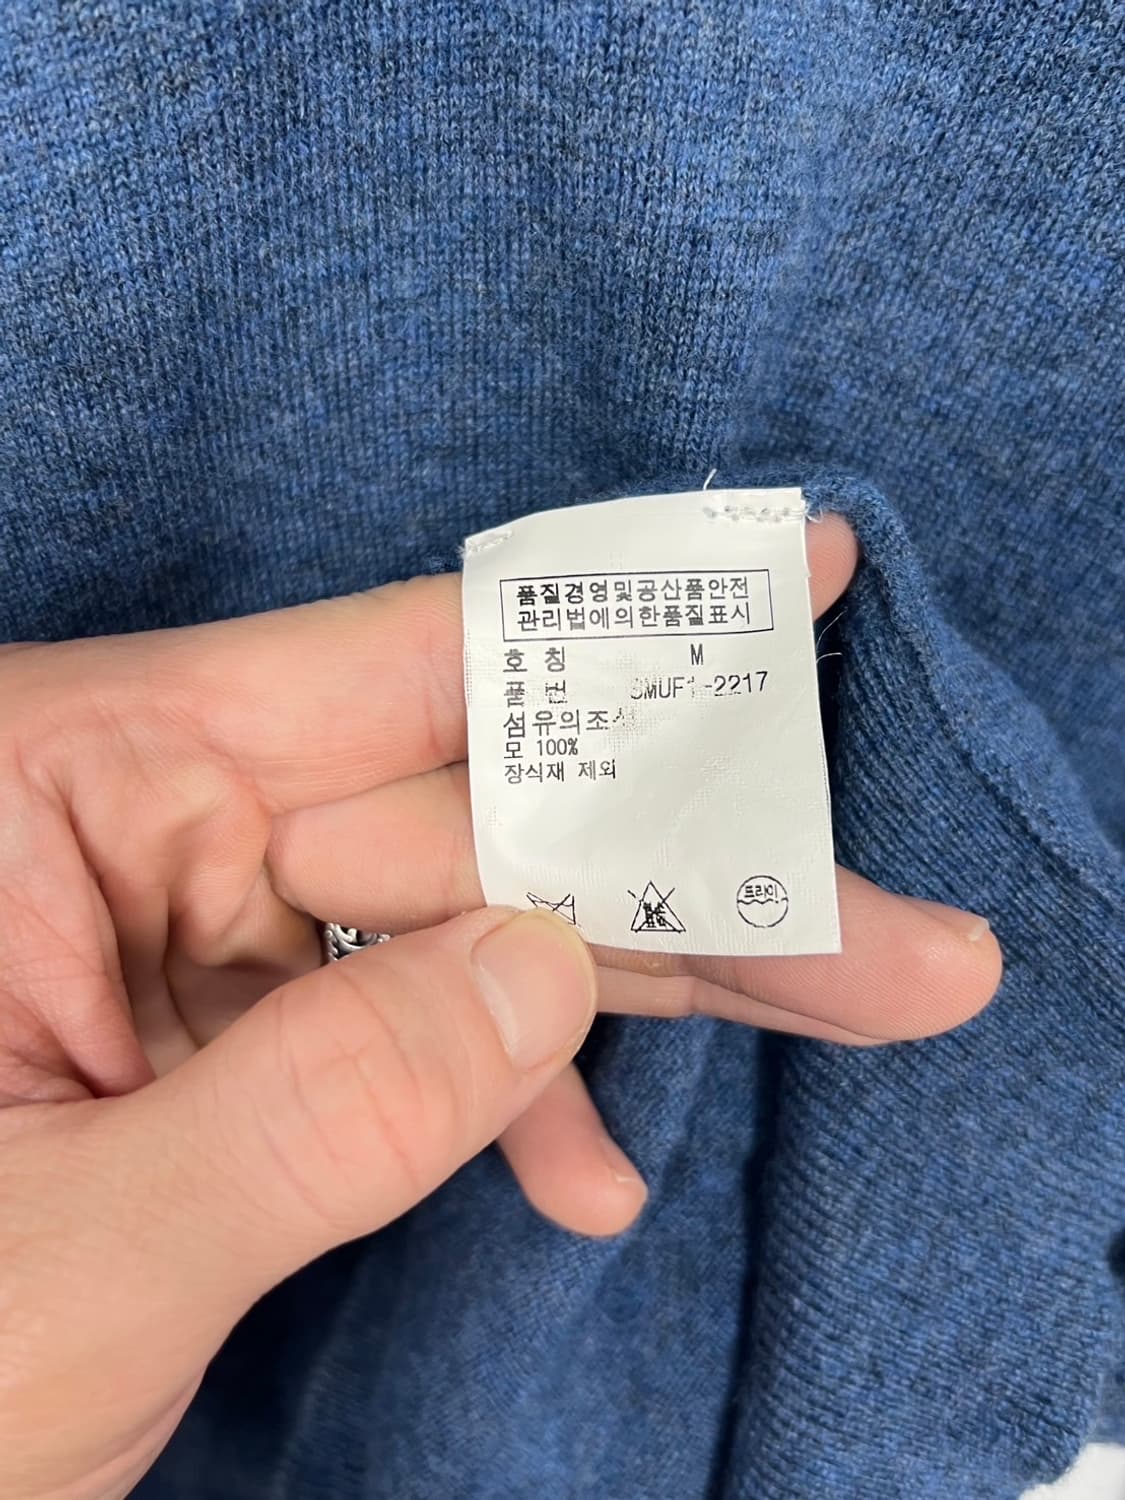 품질경영및공산품안전
관리법에의한품질표시
호 칭 M
품 번
섬유의조성
모 100%
장식재 제외
드라이